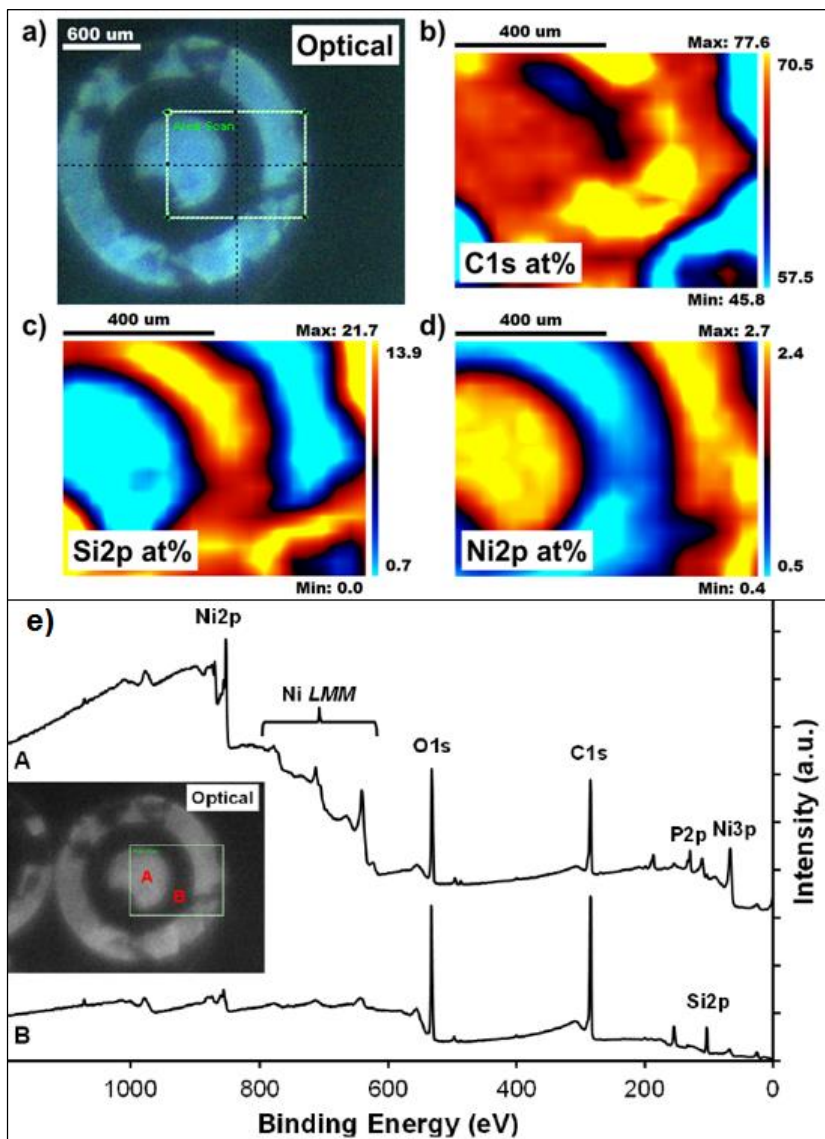 a)
600 um
Optical
Area Scan
b)
400 um
Max: 77.6
70.5
C1s at%
57.5
Min: 45.8
c)
400 um
Max: 21.7
13.9
Si2p at%
0.7
Min: 0.0
d)
400 um
Max: 2.7
2.4
Ni2p at%
0.5
Min: 0.4
e)
Ni2p
Ni LMM
O1s
C1s
P2p
Ni3p
A
Optical
A
B
Si2p
B
Intensity (a.u.)
1000 800 600 400 200 0
Binding Energy (eV)